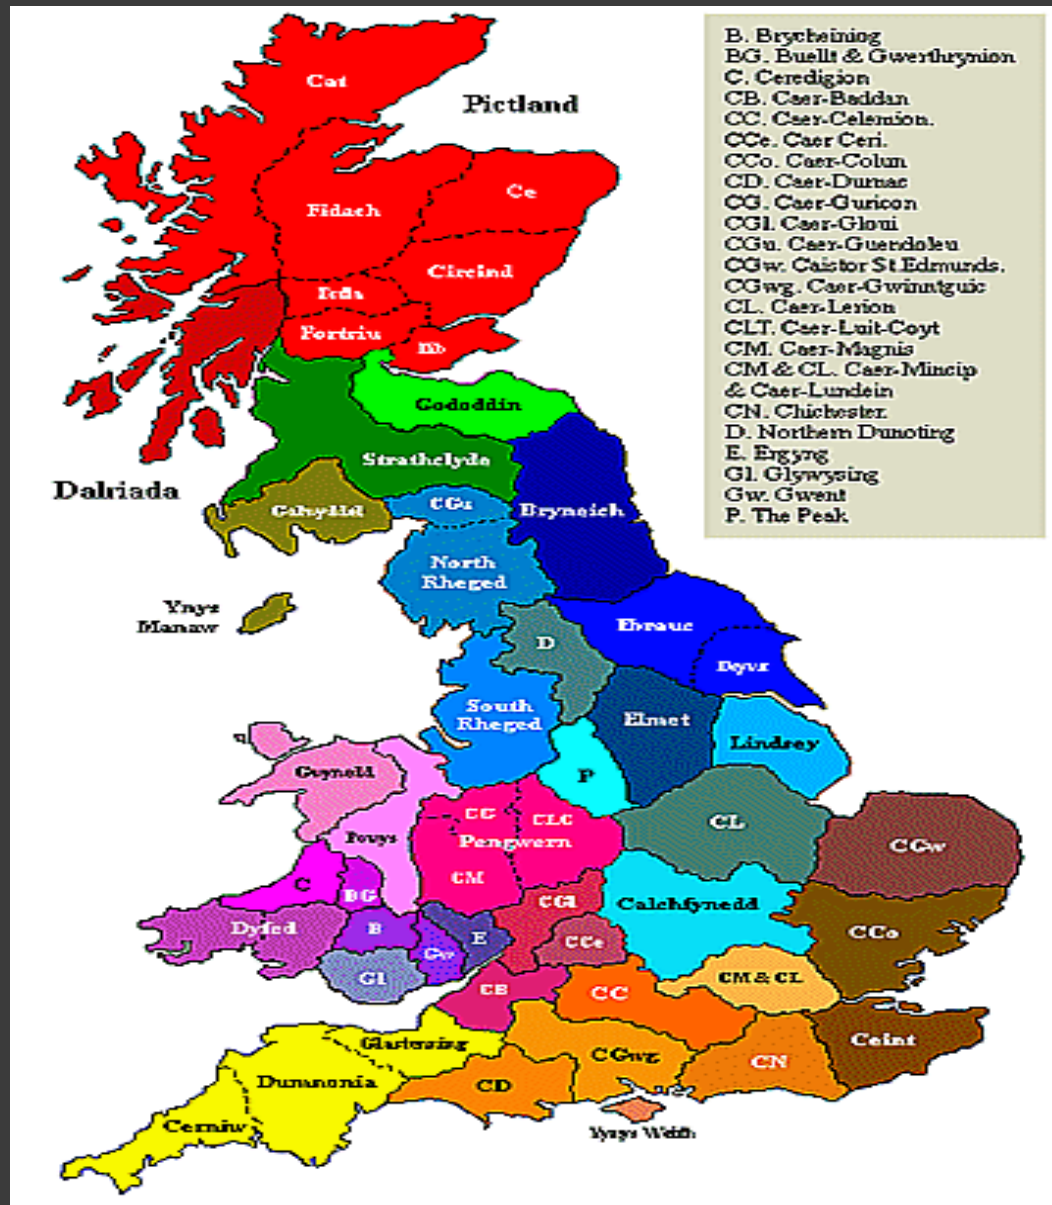 B. Brycheiniog
BG. Buellt & Gwerthrynion
C. Ceredigion
CB. Caer-Baddan
CC. Caer-Celemion.
CCe. Caer Ceri.
CCo. Caer-Colun
CD. Caer-Durnac
CG. Caer-Guricon
CGl. Caer-Gloui
CGu. Caer-Guendoleu
CGw. Caistor St.Edmunds.
CGwg. Caer-Gwinntguic
CL. Caer-Lerion
CLT. Caer-Luit-Coyt
CM. Caer-Magnis
CM & CL. Caer-Mincip
& Caer-Lundein
CN. Chichester.
D. Northern Dunoting
E. Ergyng
Gl. Glywysing
Gw. Gwent
P. The Peak
Cat
Pictland
Ce
Fidach
Circind
Fotla
Fortriu
Fib
Gododdin
Strathclyde
Dalriada
Galwyddel
CGu
Bryneich
North
Rheged
Ynys
Manaw
Ebrauc
D
Deyvr
South
Rheged
Elmet
Lindsey
Gwynedd
P
CG
CLC
CL
Powys
Pengwern
CGw
CM
C
BG
CGl
Calchfynedd
Dyfed
B
E
CCe
CCo
Gw
Gl
CM & CL
CB
CC
Glastening
CGwg
Ceint
CN
Dumnonia
CD
Cerniw
Ynys Weith